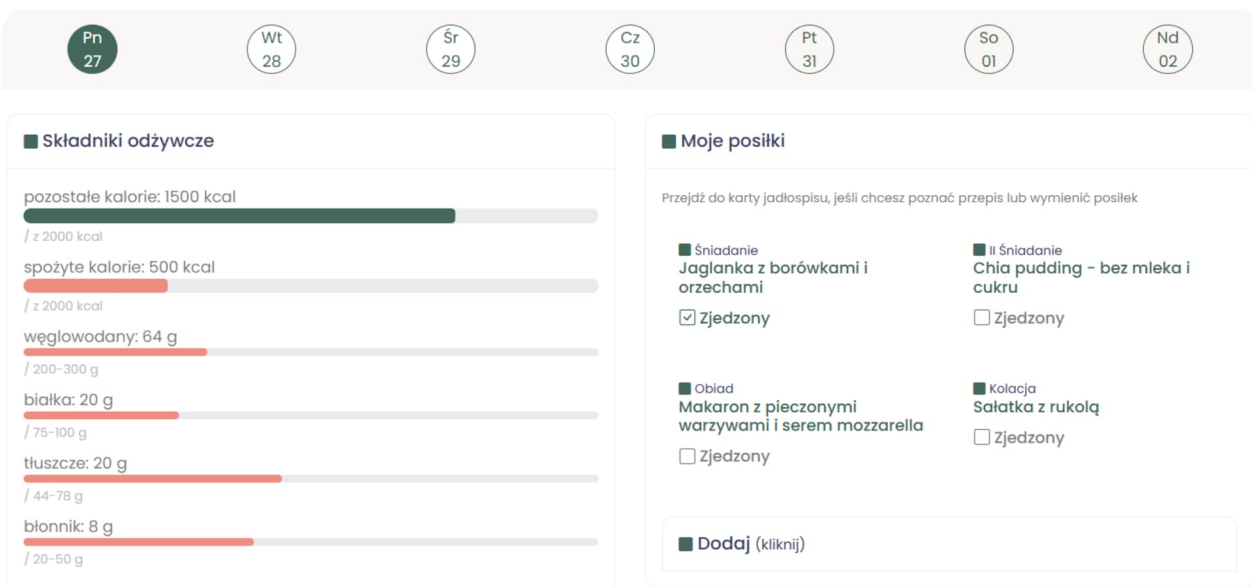 Pn
27
Wt
28
Śr
29
Cz
30
Pt
31
So
01
Nd
02
Składniki odżywcze
pozostałe kalorie: 1500 kcal
/ z 2000 kcal
spożyte kalorie: 500 kcal
/ z 2000 kcal
węglowodany: 64 g
/ 200-300 g
białka: 20 g
/ 75-100 g
tłuszcze: 20 g
/ 44-78 g
błonnik: 8 g
/ 20-50 g
Moje posiłki
Przejdź do karty jadłospisu, jeśli chcesz poznać przepis lub wymienić posiłek
Śniadanie
Jaglanka z borówkami i
orzechami
Zjedzony
II Śniadanie
Chia pudding - bez mleka i
cukru
Zjedzony
Obiad
Makaron z pieczonymi
warzywami i serem mozzarella
Zjedzony
Kolacja
Sałatka z rukolą
Zjedzony
Dodaj (kliknij)